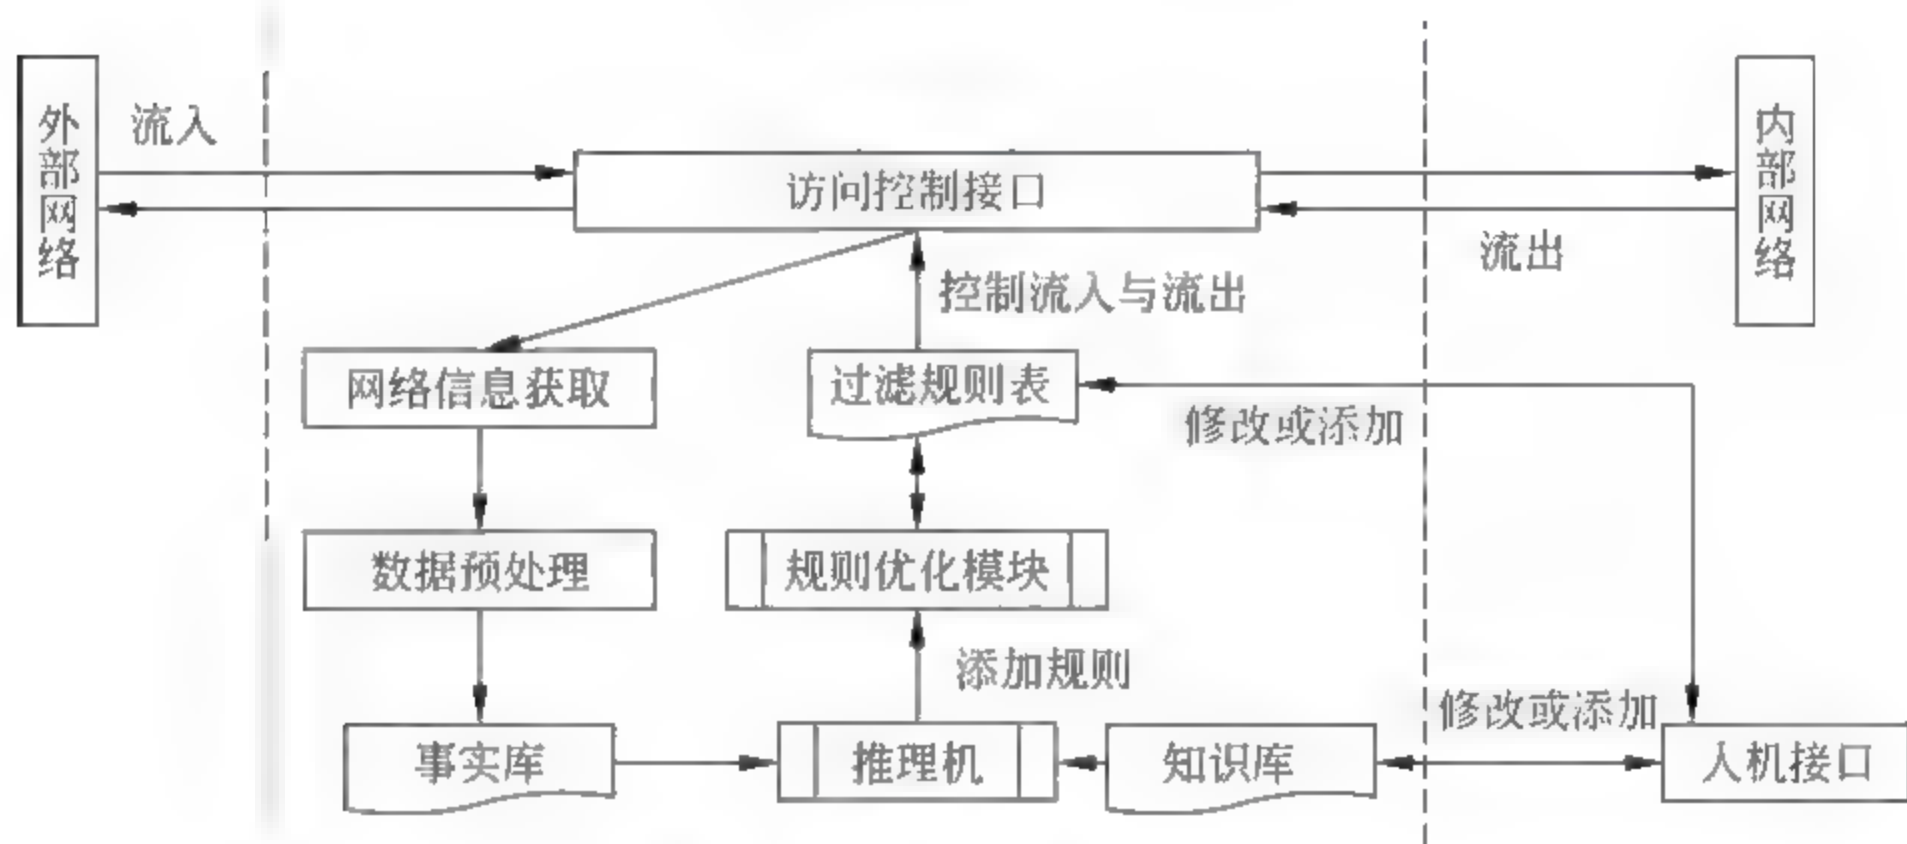 外部网络
流入
访问控制接口
内部网络
流出
控制流入与流出
网络信息获取
过滤规则表
修改或添加
数据预处理
规则优化模块
添加规则
修改或添加
事实库
推理机
知识库
人机接口